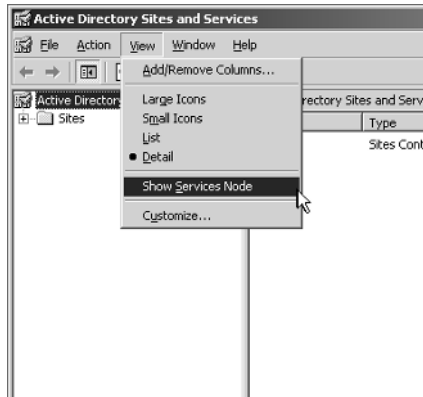 Active Directory Sites and Services
File Action View Window Help
Add/Remove Columns...
Active Director
rectory Sites and Serv
Large Icons
Sites
Type
Small Icons
Sites Cont
List
Detail
Show Services Node
Customize...